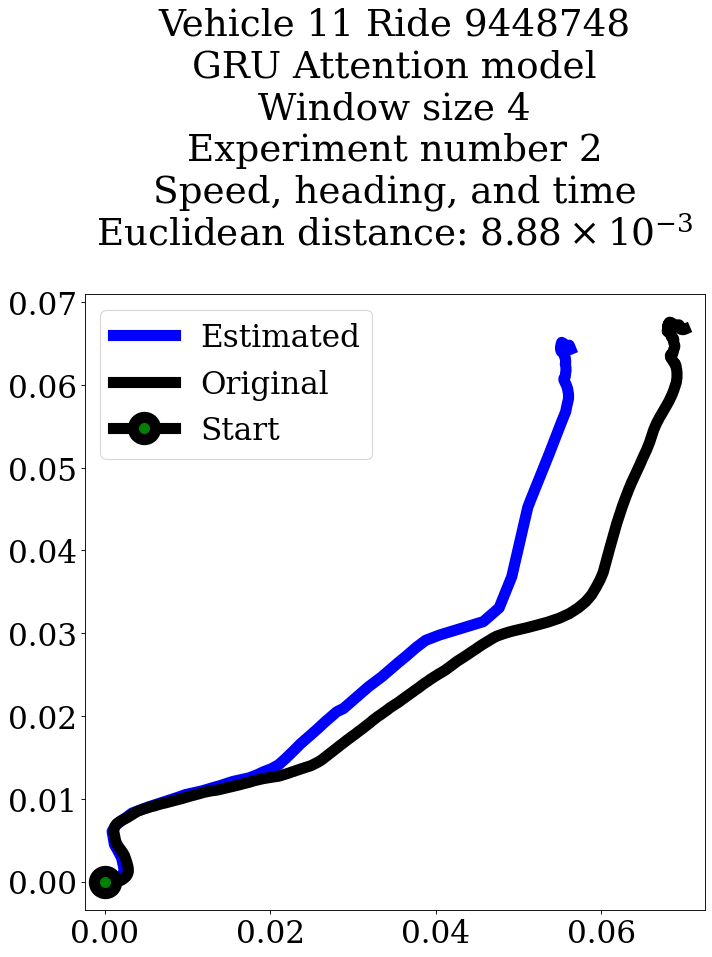 Vehicle 11 Ride 9448748
GRU Attention model
Window size 4
Experiment number 2
Speed, heading, and time
Euclidean distance: 8.88 × 10⁻³
0.07
0.06
0.05
0.04
0.03
0.02
0.01
0.00
Estimated
Original
Start
0.00 0.02 0.04 0.06